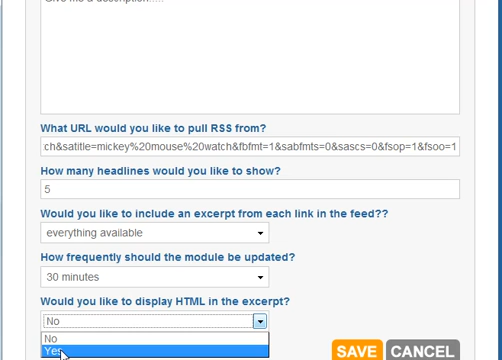 Give me a description.....
What URL would you like to pull RSS from?
ch&satitle=mickey%20mouse%20watch&fbfmt=1&sabfmts=0&sascs=0&fsop=1&fsoo=1
How many headlines would you like to show?
5
Would you like to include an excerpt from each link in the feed??
everything available
How frequently should the module be updated?
30 minutes
Would you like to display HTML in the excerpt?
No
No
Yes
SAVE CANCEL